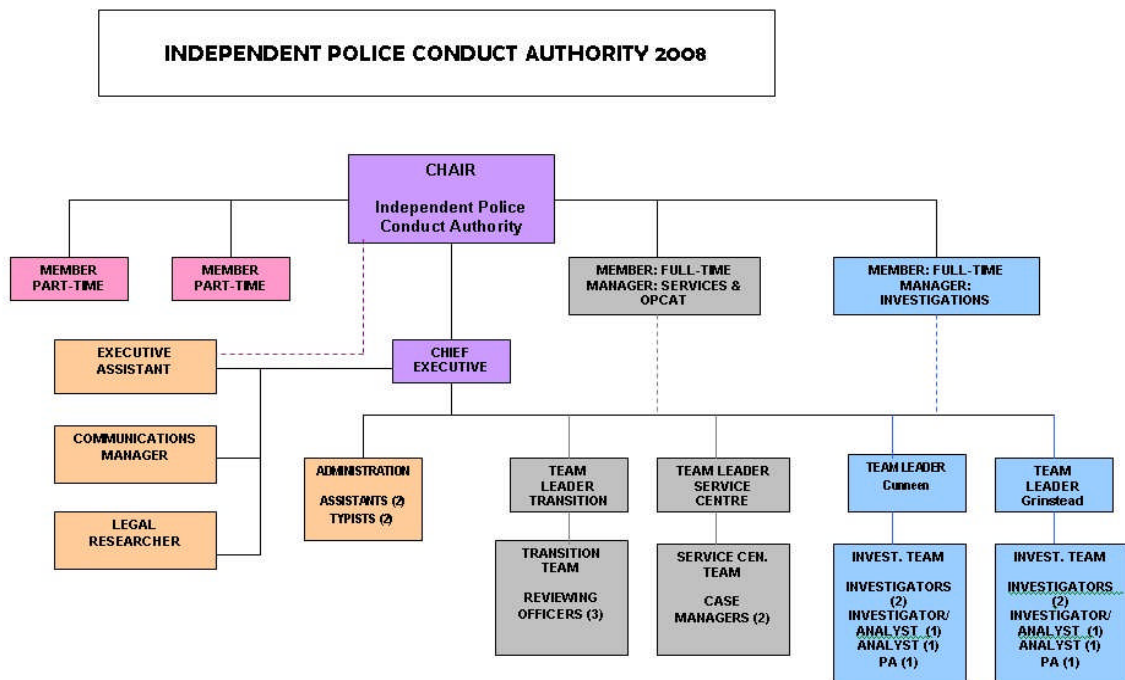 INDEPENDENT POLICE CONDUCT AUTHORITY 2008
CHAIR
Independent Police
Conduct Authority
MEMBER
PART-TIME
MEMBER
PART-TIME
MEMBER: FULL-TIME
MANAGER: SERVICES &
OPCAT
MEMBER: FULL-TIME
MANAGER:
INVESTIGATIONS
EXECUTIVE
ASSISTANT
CHIEF
EXECUTIVE
COMMUNICATIONS
MANAGER
LEGAL
RESEARCHER
ADMINISTRATION
ASSISTANTS (2)
TYPISTS (2)
TEAM
LEADER
TRANSITION
TEAM LEADER
SERVICE
CENTRE
TEAM LEADER
Cunneen
TEAM
LEADER
Grinstead
TRANSITION
TEAM
REVIEWING
OFFICERS (3)
SERVICE CEN.
TEAM
CASE
MANAGERS (2)
INVEST. TEAM
INVESTIGATORS
(2)
INVESTIGATOR/
ANALYST (1)
ANALYST (1)
PA (1)
INVEST. TEAM
INVESTIGATORS
(2)
INVESTIGATOR/
ANALYST (1)
ANALYST (1)
PA (1)